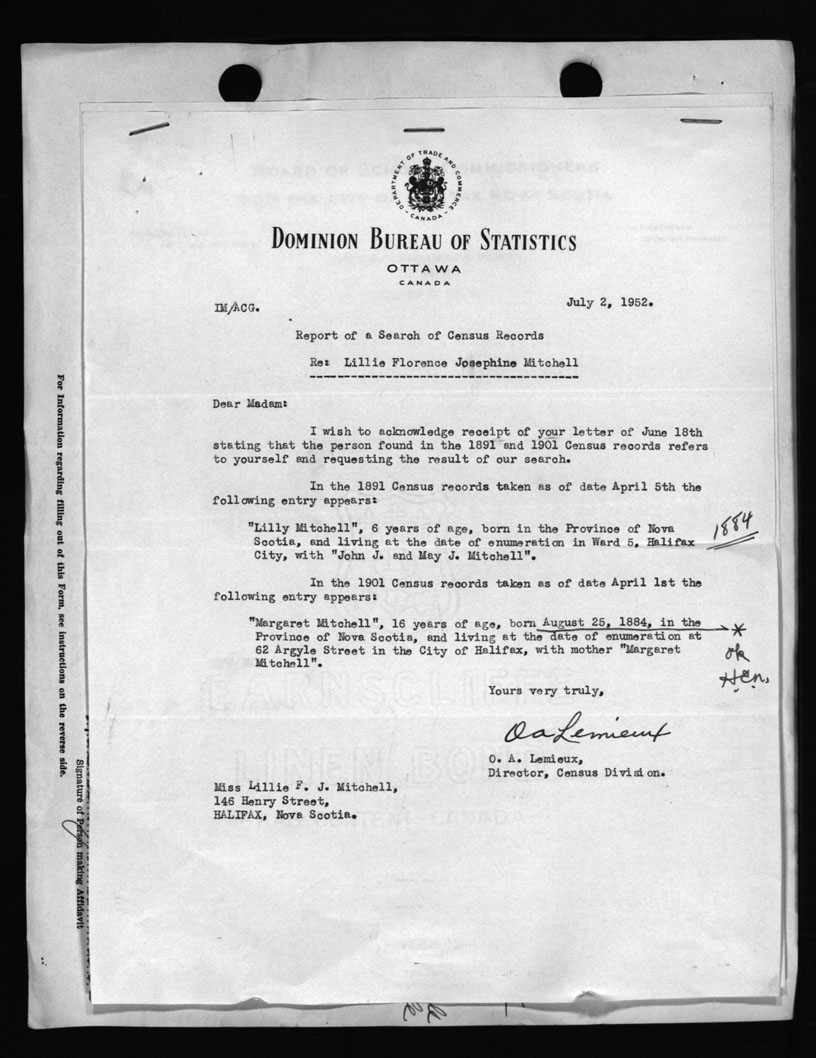 DEPARTMENT OF TRADE AND COMMERCE
- CANADA -
DOMINION BUREAU OF STATISTICS
OTTAWA
CANADA
IM/ACG.
July 2, 1952.
Report of a Search of Census Records
Re: Lillie Florence Josephine Mitchell
Dear Madam:
I wish to acknowledge receipt of your letter of June 18th
stating that the person found in the 1891 and 1901 Census records refers
to yourself and requesting the result of our search.
In the 1891 Census records taken as of date April 5th the
following entry appears:
"Lilly Mitchell", 6 years of age, born in the Province of Nova
Scotia, and living at the date of enumeration in Ward 5, Halifax
City, with "John J. and May J. Mitchell".
1884
In the 1901 Census records taken as of date April 1st the
following entry appears:
"Margaret Mitchell", 16 years of age, born August 25, 1884, in the
Province of Nova Scotia, and living at the date of enumeration at
62 Argyle Street in the City of Halifax, with mother "Margaret
Mitchell".
*
ok
Yours very truly,
O A Lemieux
O. A. Lemieux,
Director, Census Division.
Miss Lillie F. J. Mitchell,
146 Henry Street,
HALIFAX, Nova Scotia.
For Information regarding filling out of this Form, see instructions on the reverse side.
Signature of Person making Affidavit
EARNSCLIFFE
LINEN BOND